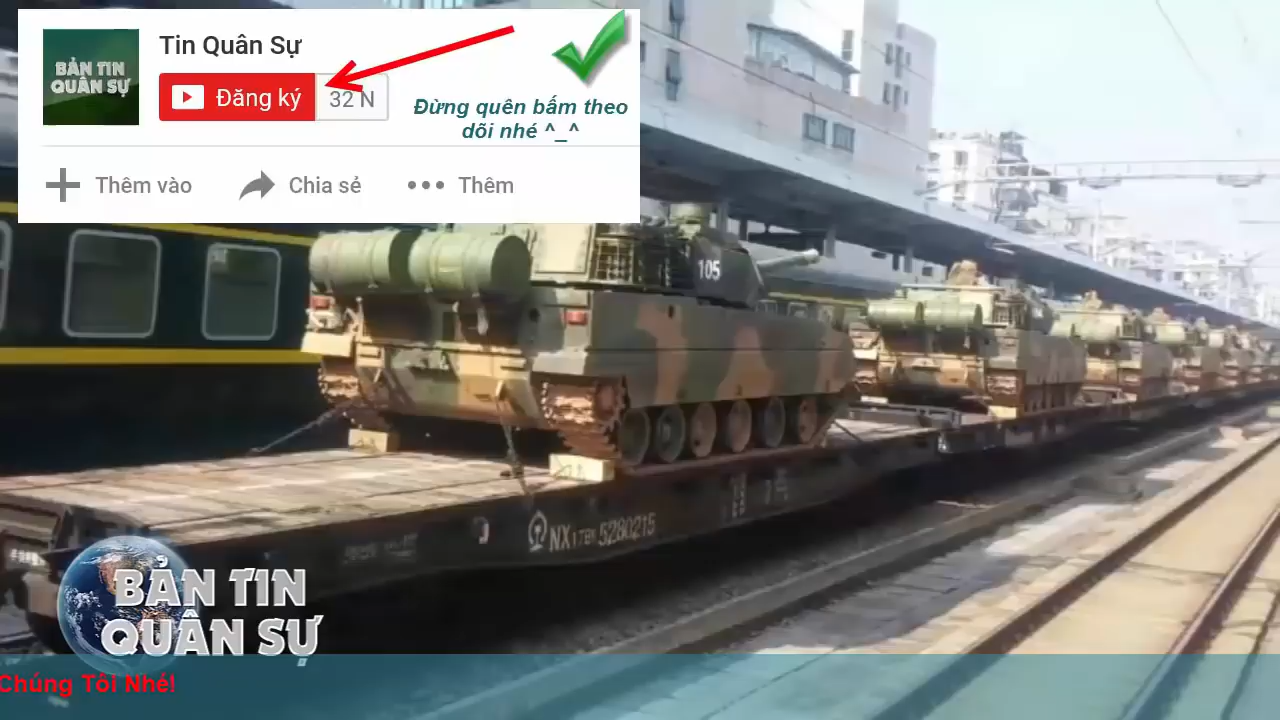 Tin Quân Sự
BẢN TIN
QUÂN SỰ
Đăng ký
32 N
Đừng quên bấm theo
dõi nhé ^_^
Thêm vào
Chia sẻ
Thêm
105
NX17BK 5280215
BẢN TIN
QUÂN SỰ
Chúng Tôi Nhé!